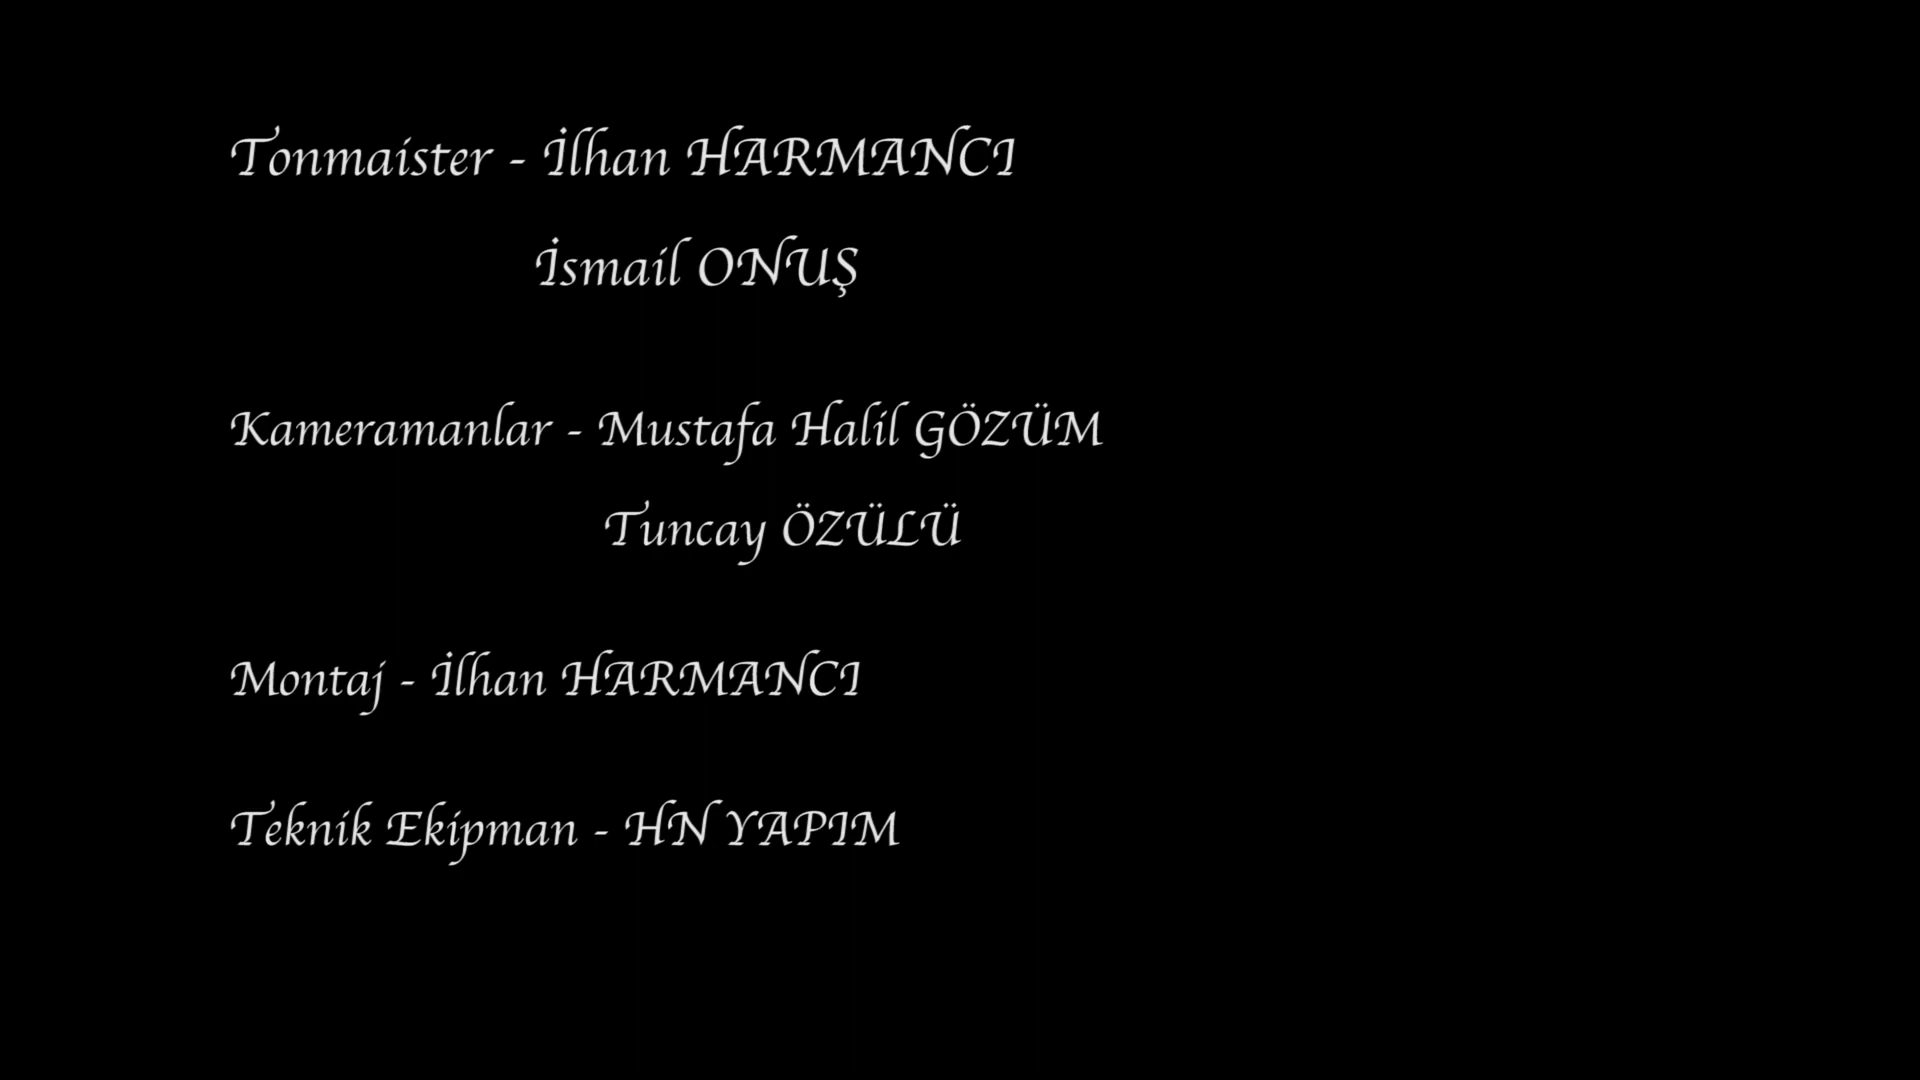 Tonmaister - İlhan HARMANCI
İsmail ONUŞ
Kameramanlar - Mustafa Halil GÖZÜM
Tuncay ÖZÜLÜ
Montaj - İlhan HARMANCI
Teknik Ekipman - HN YAPIM